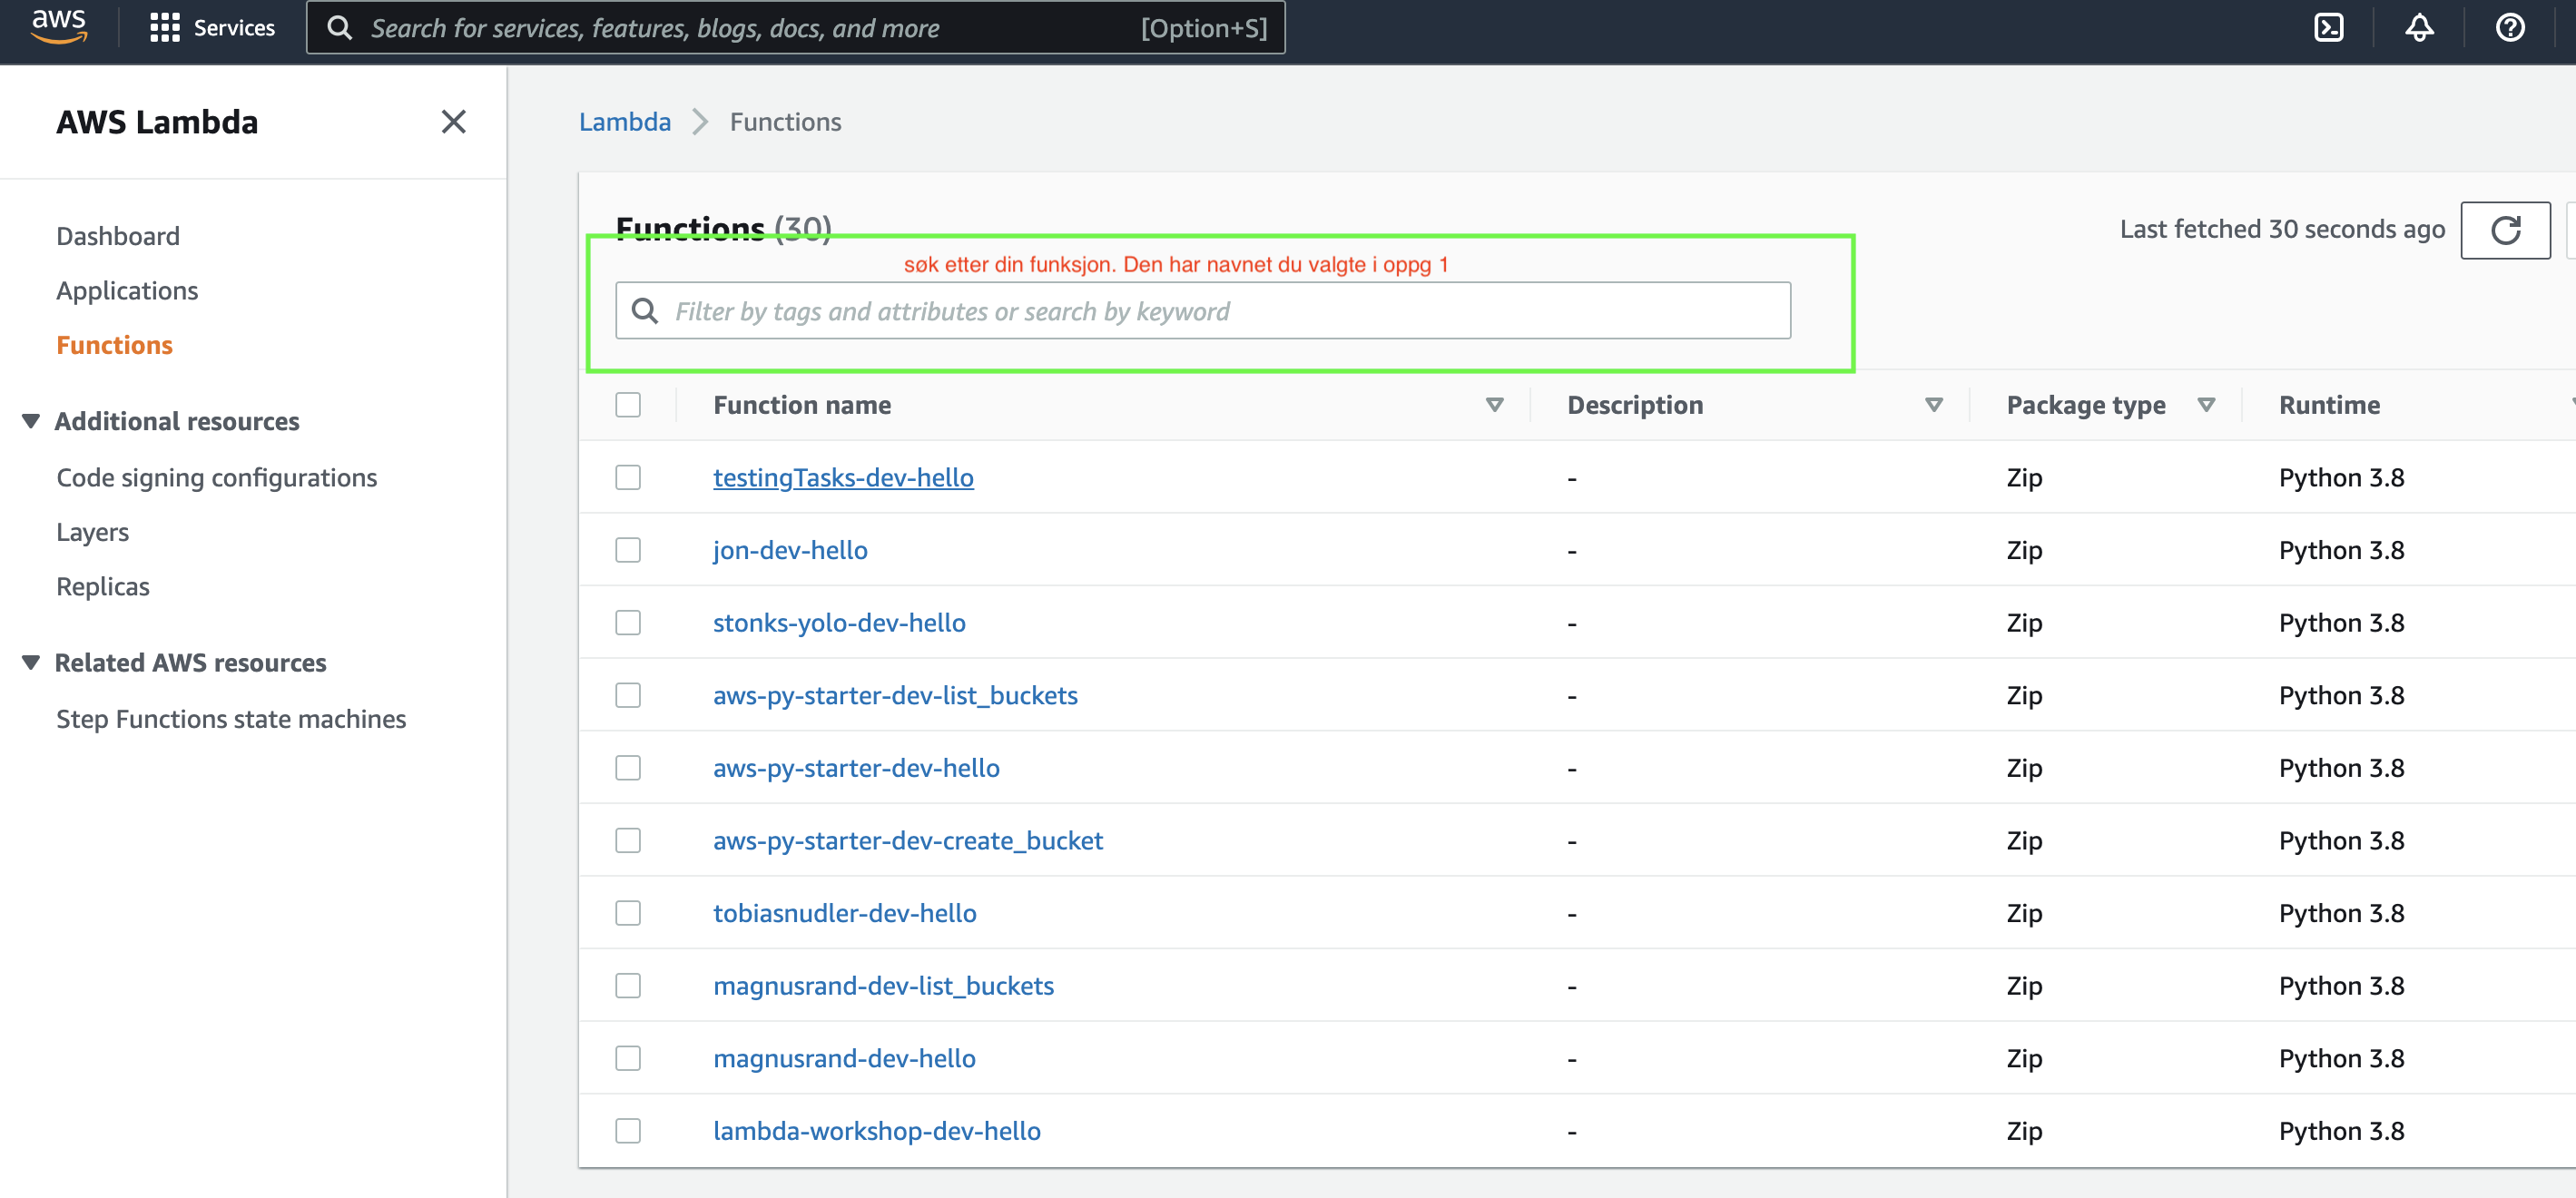 aws Services Search for services, features, blogs, docs, and more [Option+S]
AWS Lambda
Dashboard
Applications
Functions
Additional resources
Code signing configurations
Layers
Replicas
Related AWS resources
Step Functions state machines
Lambda Functions
Functions (30) Last fetched 30 seconds ago
søk etter din funksjon. Den har navnet du valgte i oppg 1
Filter by tags and attributes or search by keyword
Function name Description Package type Runtime
testingTasks-dev-hello - Zip Python 3.8
jon-dev-hello - Zip Python 3.8
stonks-yolo-dev-hello - Zip Python 3.8
aws-py-starter-dev-list_buckets - Zip Python 3.8
aws-py-starter-dev-hello - Zip Python 3.8
aws-py-starter-dev-create_bucket - Zip Python 3.8
tobiasnudler-dev-hello - Zip Python 3.8
magnusrand-dev-list_buckets - Zip Python 3.8
magnusrand-dev-hello - Zip Python 3.8
lambda-workshop-dev-hello - Zip Python 3.8